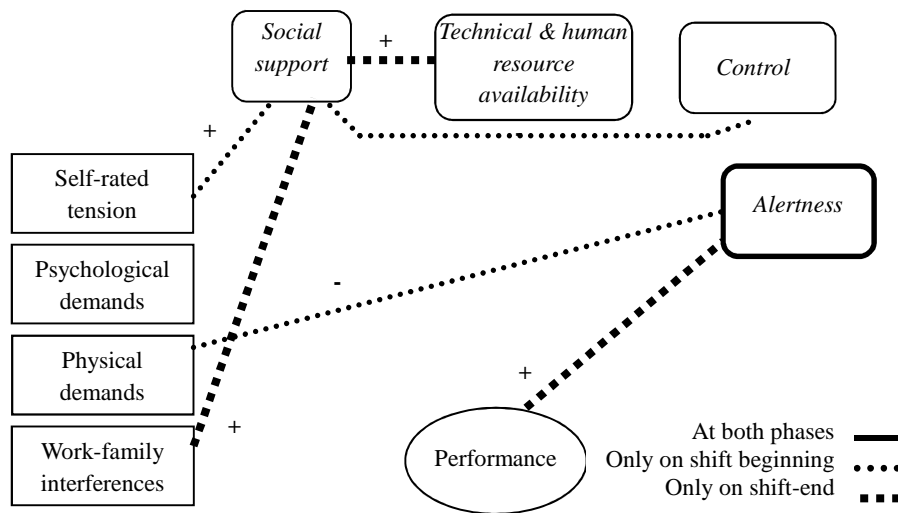 Social
support
+
Technical & human
resource
availability
Control
+
Self-rated
tension
Alertness
Psychological
demands
-
Physical
demands
+
+
Work-family
interferences
Performance
At both phases
Only on shift beginning
Only on shift-end